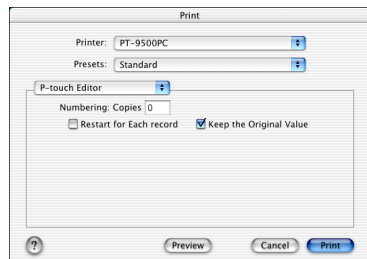 Print
Printer: PT-9500PC
Presets: Standard
P-touch Editor
Numbering: Copies 0
Restart for Each record Keep the Original Value
? Preview Cancel Print